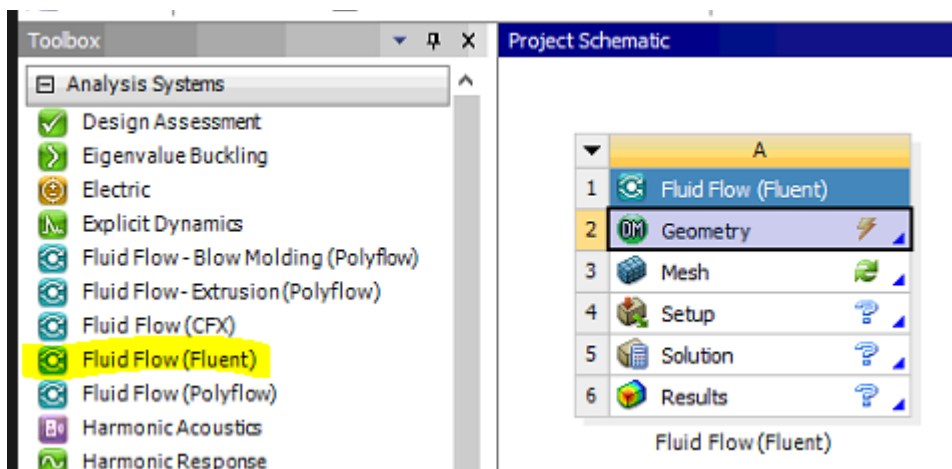 Toolbox
Analysis Systems
Design Assessment
Eigenvalue Buckling
Electric
Explicit Dynamics
Fluid Flow - Blow Molding (Polyflow)
Fluid Flow - Extrusion (Polyflow)
Fluid Flow (CFX)
Fluid Flow (Fluent)
Fluid Flow (Polyflow)
Harmonic Acoustics
Harmonic Response
Project Schematic
A
1 Fluid Flow (Fluent)
2 DM Geometry
3 Mesh
4 Setup
5 Solution
6 Results
Fluid Flow (Fluent)